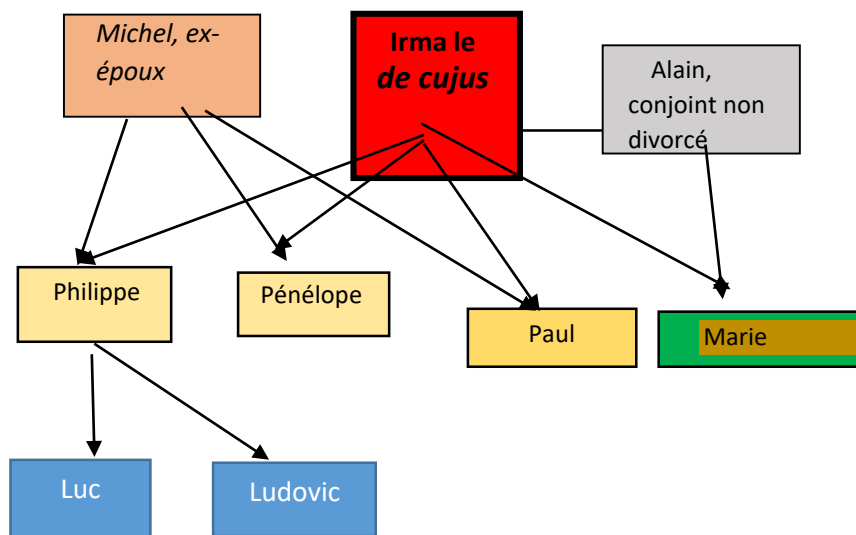 Michel, ex-
époux
Irma le
de cujus
Alain,
conjoint non
divorcé
Philippe
Pénélope
Paul
Marie
Luc
Ludovic